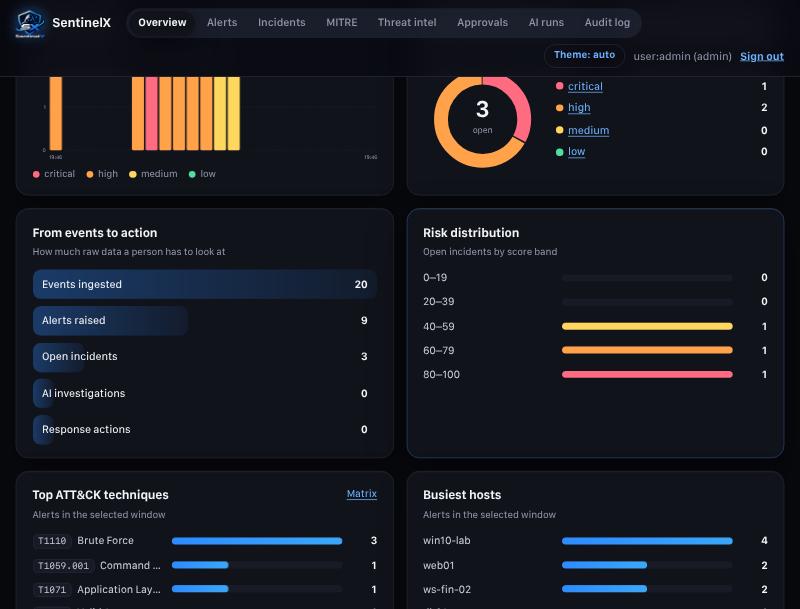 SentinelX
Overview
Alerts
Incidents
MITRE
Threat intel
Approvals
AI runs
Audit log
Theme: auto
user:admin (admin)
Sign out
1
0
19:46
19:46
critical
high
medium
low
3
open
critical 1
high 2
medium 0
low 0
From events to action
How much raw data a person has to look at
Events ingested 20
Alerts raised 9
Open incidents 3
AI investigations 0
Response actions 0
Risk distribution
Open incidents by score band
0–19 0
20–39 0
40–59 1
60–79 1
80–100 1
Top ATT&CK techniques
Matrix
Alerts in the selected window
T1110 Brute Force 3
T1059.001 Command … 1
T1071 Application Lay… 1
Busiest hosts
Alerts in the selected window
win10-lab 4
web01 2
ws-fin-02 2